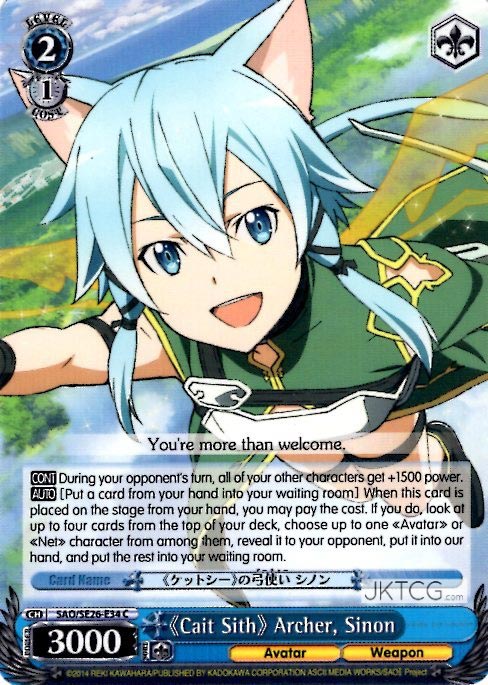 LEVEL
2
1
COST
You're more than welcome.
CONT During your opponent's turn, all of your other characters get +1500 power.
AUTO [Put a card from your hand into your waiting room] When this card is
placed on the stage from your hand, you may pay the cost. If you do, look at
up to four cards from the top of your deck, choose up to one «Avatar» or
«Net» character from among them, reveal it to your opponent, put it into our
hand, and put the rest into your waiting room.
Card Name
《ケットシー》の弓使い シノン
JKTCG.com
CH SAO/SE26-E34 C
POWER 3000
《Cait Sith》 Archer, Sinon
Avatar
Weapon
©2014 REKI KAWAHARA/PUBLISHED BY KADOKAWA CORPORATION ASCII MEDIA WORKS/SAOⅡ Project